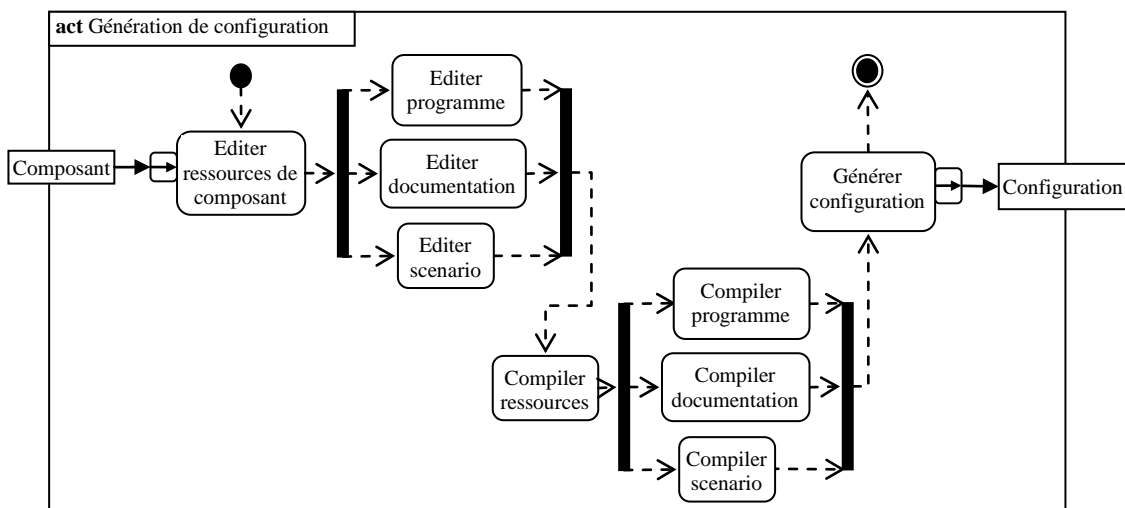 act Génération de configuration
Composant
Editer
ressources de
composant
Editer
programme
Editer
documentation
Editer
scenario
Compiler
ressources
Compiler
programme
Compiler
documentation
Compiler
scenario
Générer
configuration
Configuration